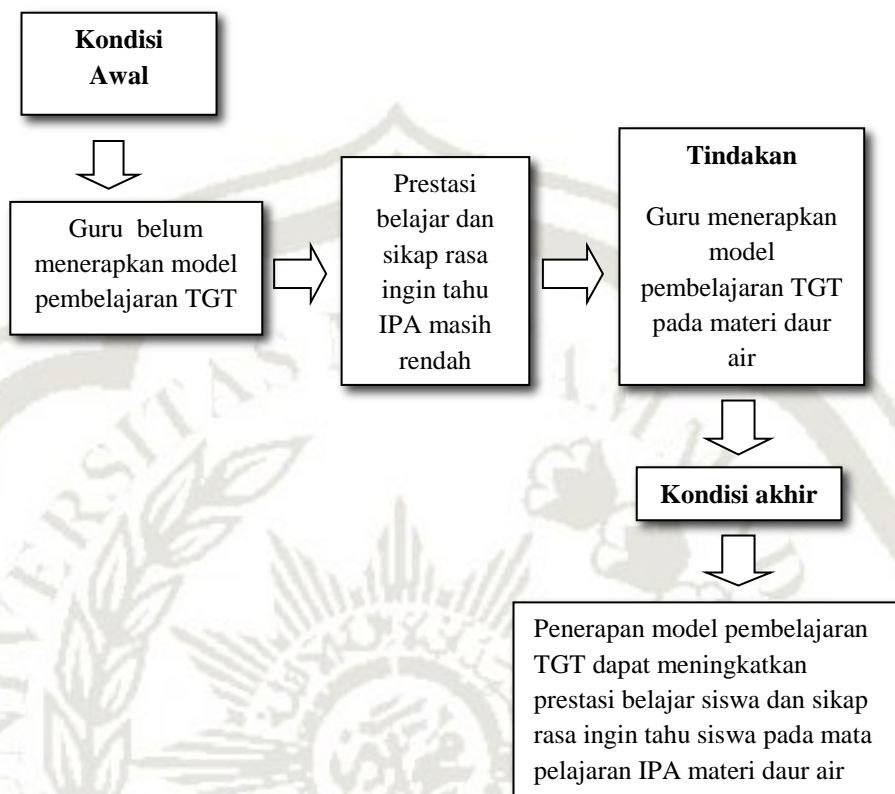 Kondisi
Awal
Guru belum
menerapkan model
pembelajaran TGT
Prestasi
belajar dan
sikap rasa
ingin tahu
IPA masih
rendah
Tindakan
Guru menerapkan
model
pembelajaran TGT
pada materi daur
air
Kondisi akhir
Penerapan model pembelajaran
TGT dapat meningkatkan
prestasi belajar siswa dan sikap
rasa ingin tahu siswa pada mata
pelajaran IPA materi daur air